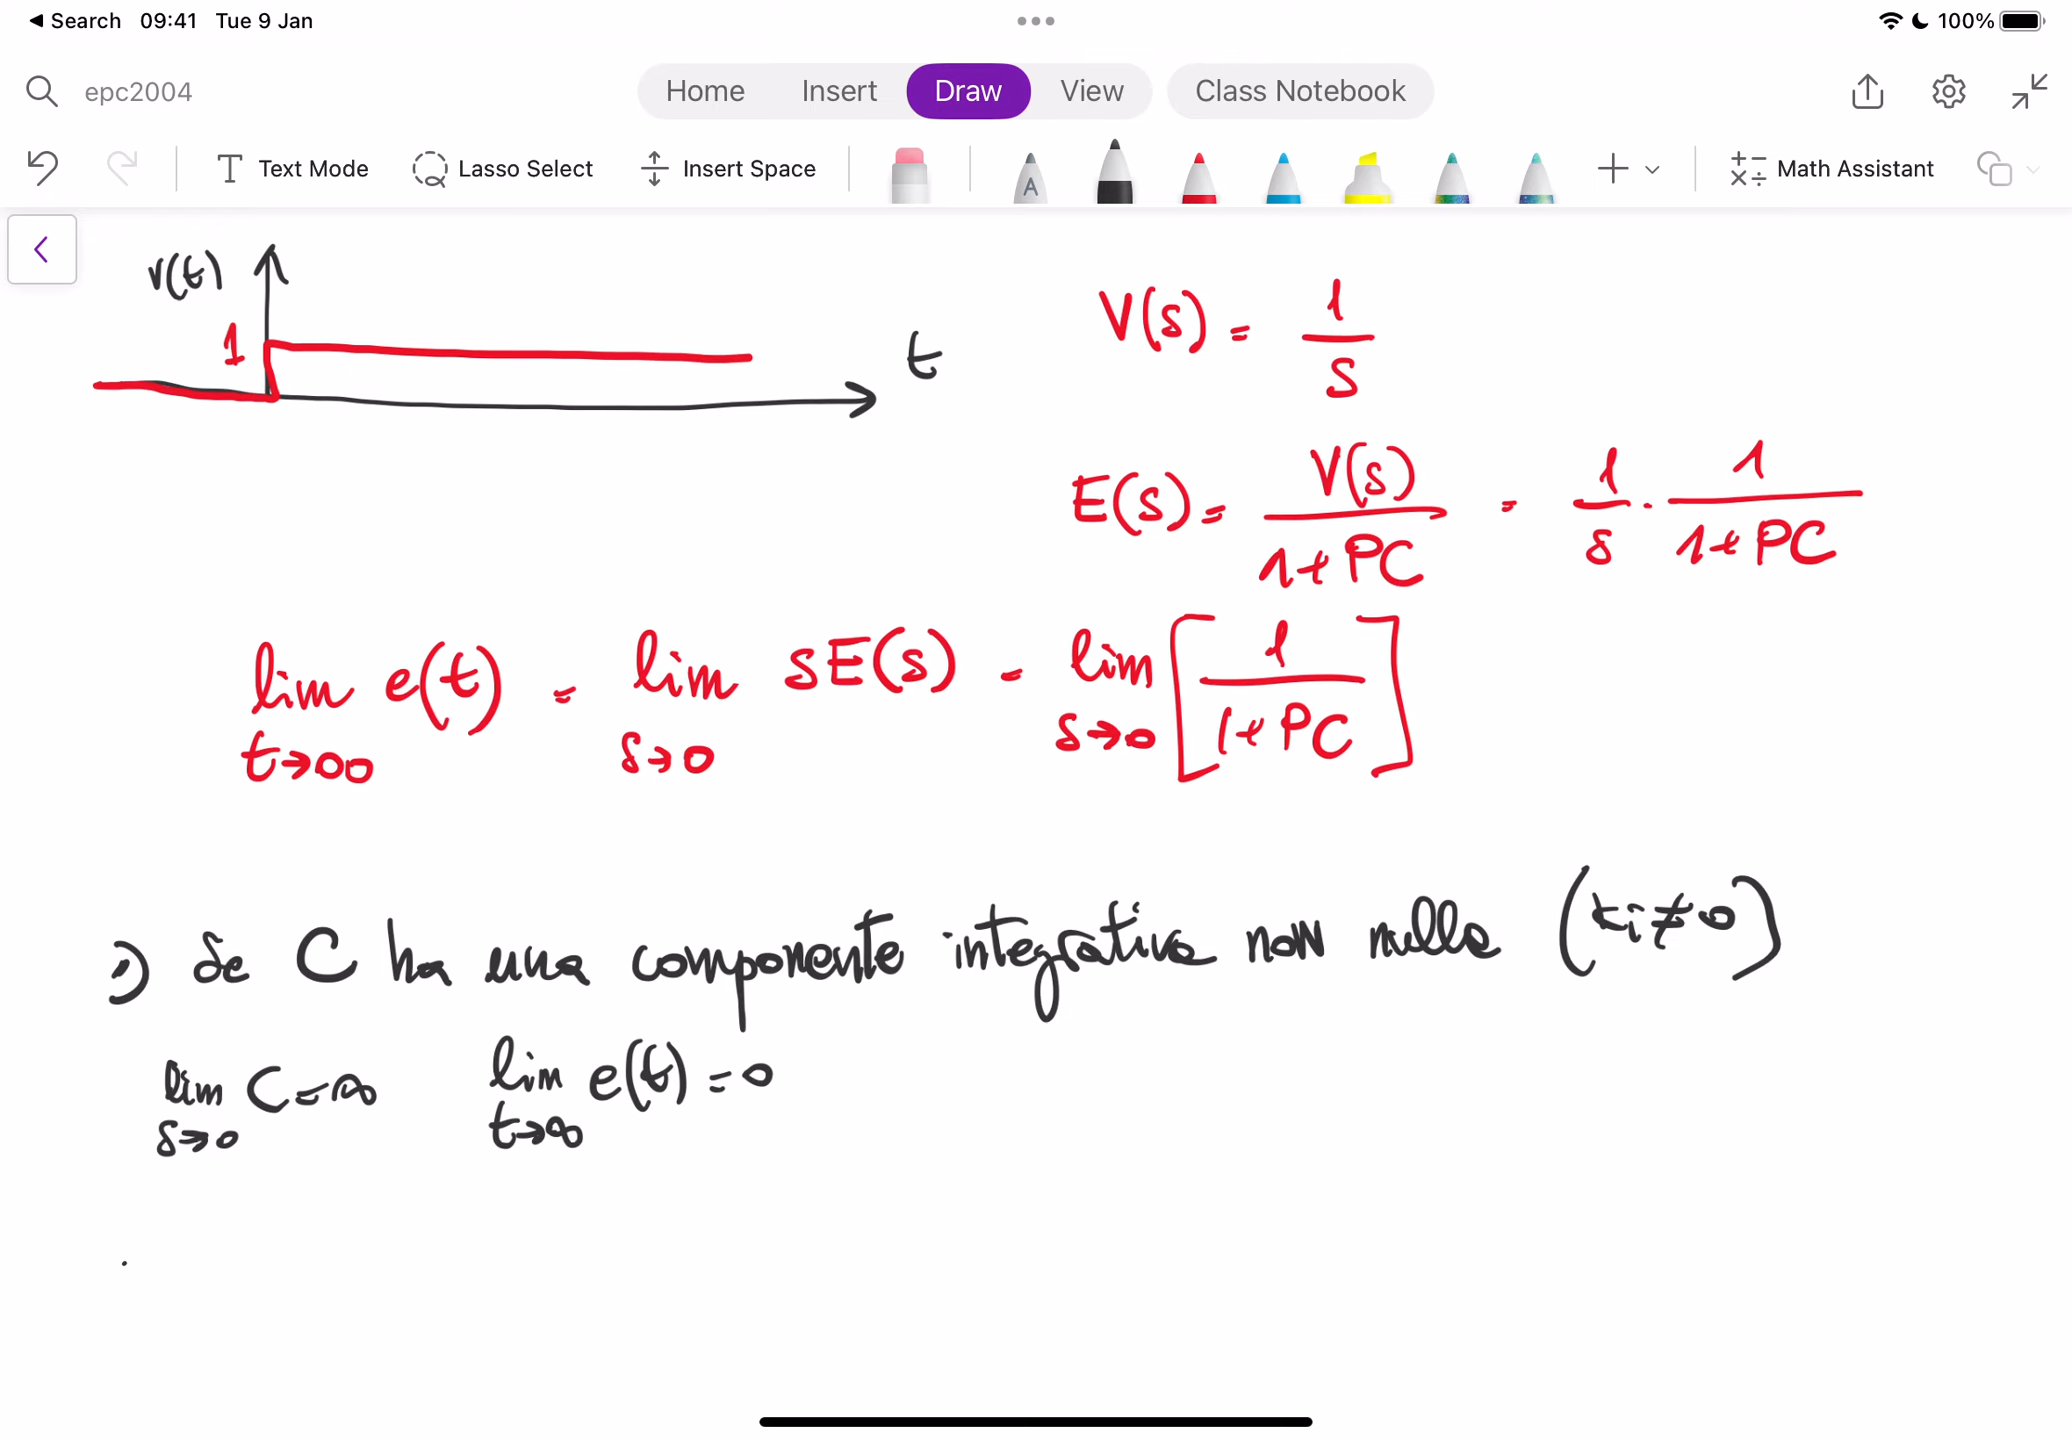 ◀ Search 09:41 Tue 9 Jan 100%
epc2004 Home Insert Draw View Class Notebook
Text Mode Lasso Select Insert Space A Math Assistant
v(t)
1
t
V(s) = 1/s
E(s) = V(s)/(1+PC) = 1/s · 1/(1+PC)
lim t→∞ e(t) = lim s→0 sE(s) = lim s→0 [1/(1+PC)]
1) Se C ha una componente integrativa non nulla (ki≠0)
lim s→0 C=∞ lim t→∞ e(t)=0